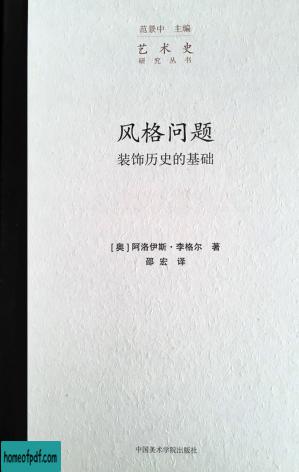 范景中 主编
艺术史
研究丛书
风格问题
装饰历史的基础
[奥]阿洛伊斯·李格尔 著
邵宏 译
中国美术学院出版社
homeofpdf.com